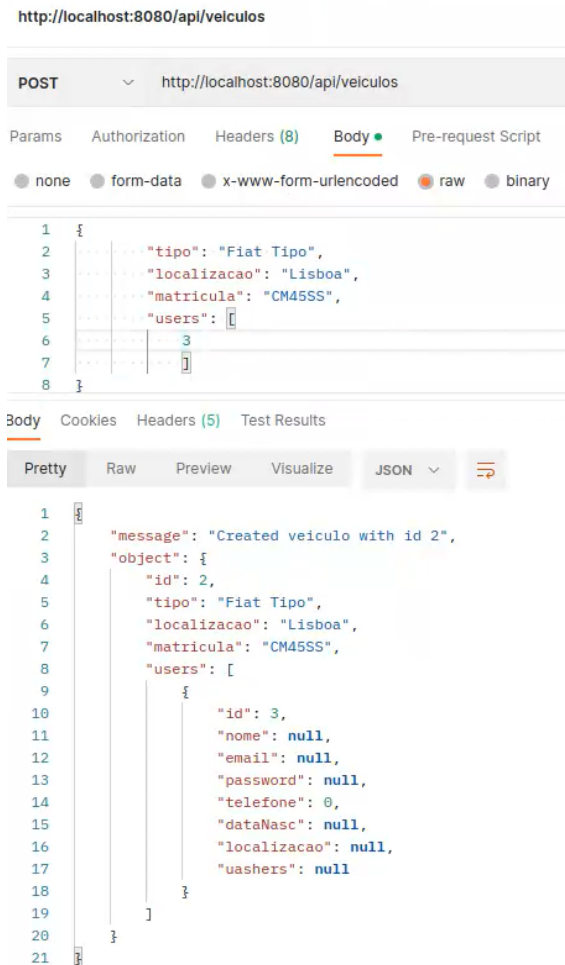 http://localhost:8080/api/veiculos
POST http://localhost:8080/api/veiculos
Params Authorization Headers (8) Body Pre-request Script
none form-data x-www-form-urlencoded raw binary
1 {
2 "tipo": "Fiat Tipo",
3 "localizacao": "Lisboa",
4 "matricula": "CM45SS",
5 "users": [
6 3
7 ]
8 }
Body Cookies Headers (5) Test Results
Pretty Raw Preview Visualize JSON
1 {
2 "message": "Created veiculo with id 2",
3 "object": {
4 "id": 2,
5 "tipo": "Fiat Tipo",
6 "localizacao": "Lisboa",
7 "matricula": "CM45SS",
8 "users": [
9 {
10 "id": 3,
11 "nome": null,
12 "email": null,
13 "password": null,
14 "telefone": 0,
15 "dataNasc": null,
16 "localizacao": null,
17 "uashers": null
18 }
19 ]
20 }
21 }